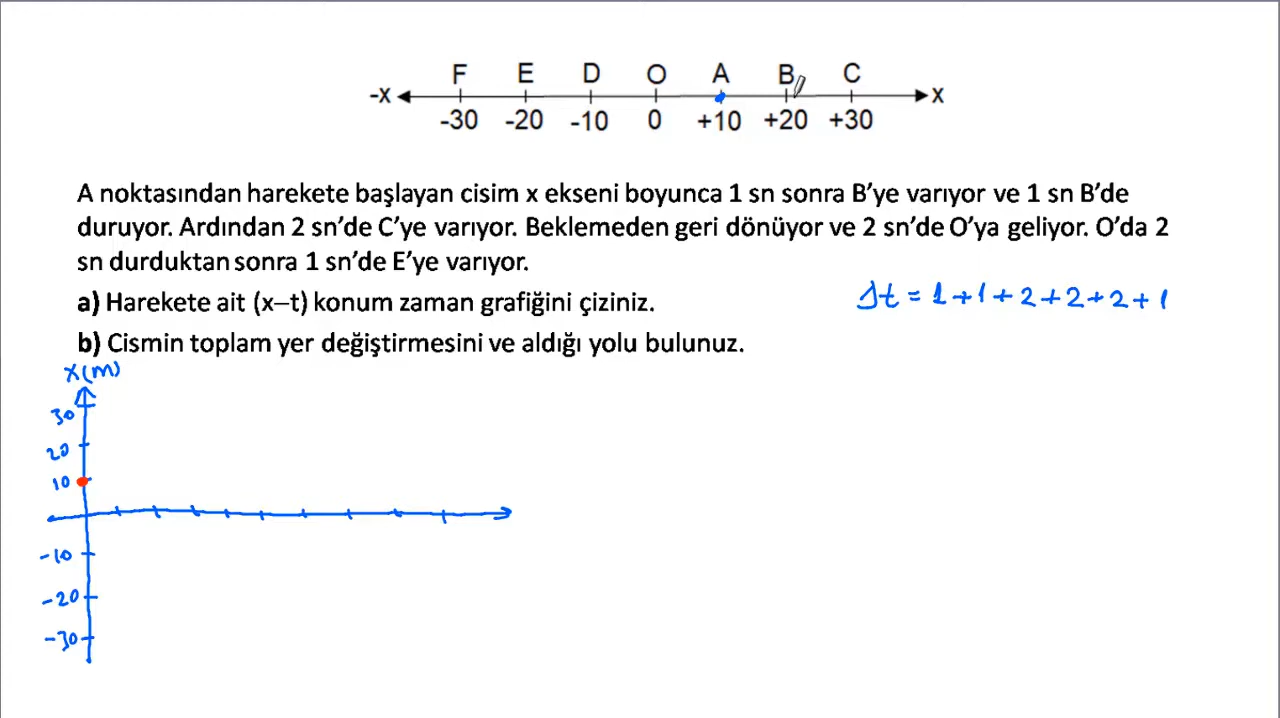 F E D O A B C
-x x
-30 -20 -10 0 +10 +20 +30
A noktasından harekete başlayan cisim x ekseni boyunca 1 sn sonra B'ye varıyor ve 1 sn B'de
duruyor. Ardından 2 sn'de C'ye varıyor. Beklemeden geri dönüyor ve 2 sn'de O'ya geliyor. O'da 2
sn durduktan sonra 1 sn'de E'ye varıyor.
a) Harekete ait (x–t) konum zaman grafiğini çiziniz.
Δt = 1+1+2+2+2+1
b) Cismin toplam yer değiştirmesini ve aldığı yolu bulunuz.
x(m)
30
20
10
-10
-20
-30